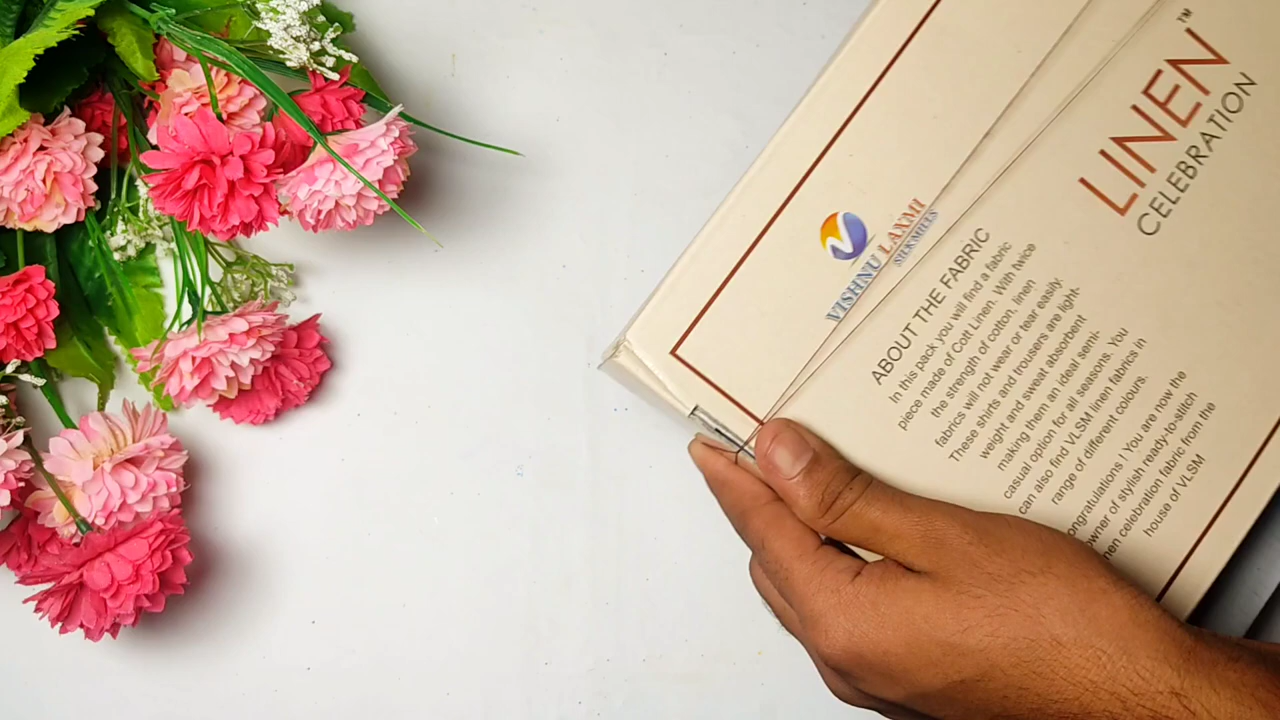 LINEN™
CELEBRATION
VISHNU LAXMI
SILK MILLS
ABOUT THE FABRIC
In this pack you will find a fabric
piece made of Cott Linen. With twice
the strength of cotton, linen
fabrics will not wear or tear easily.
These shirts and trousers are light-
weight and sweat absorbent
making them an ideal semi-
casual option for all seasons. You
can also find VLSM linen fabrics in
range of different colours.
ongratulations ! You are now the
owner of stylish ready-to-stitch
nen celebration fabric from the
house of VLSM